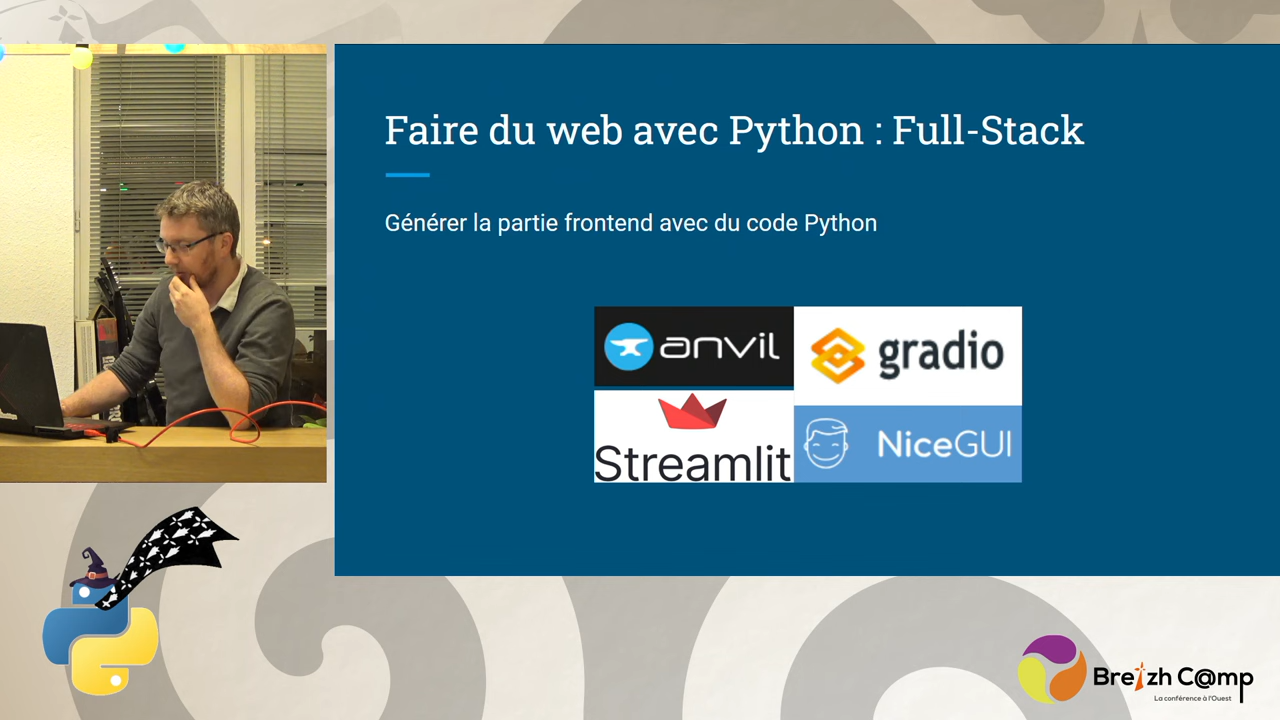 Faire du web avec Python : Full-Stack
Générer la partie frontend avec du code Python
anvil
gradio
Streamlit
NiceGUI
Breizh C@mp
La conférence à l'Ouest